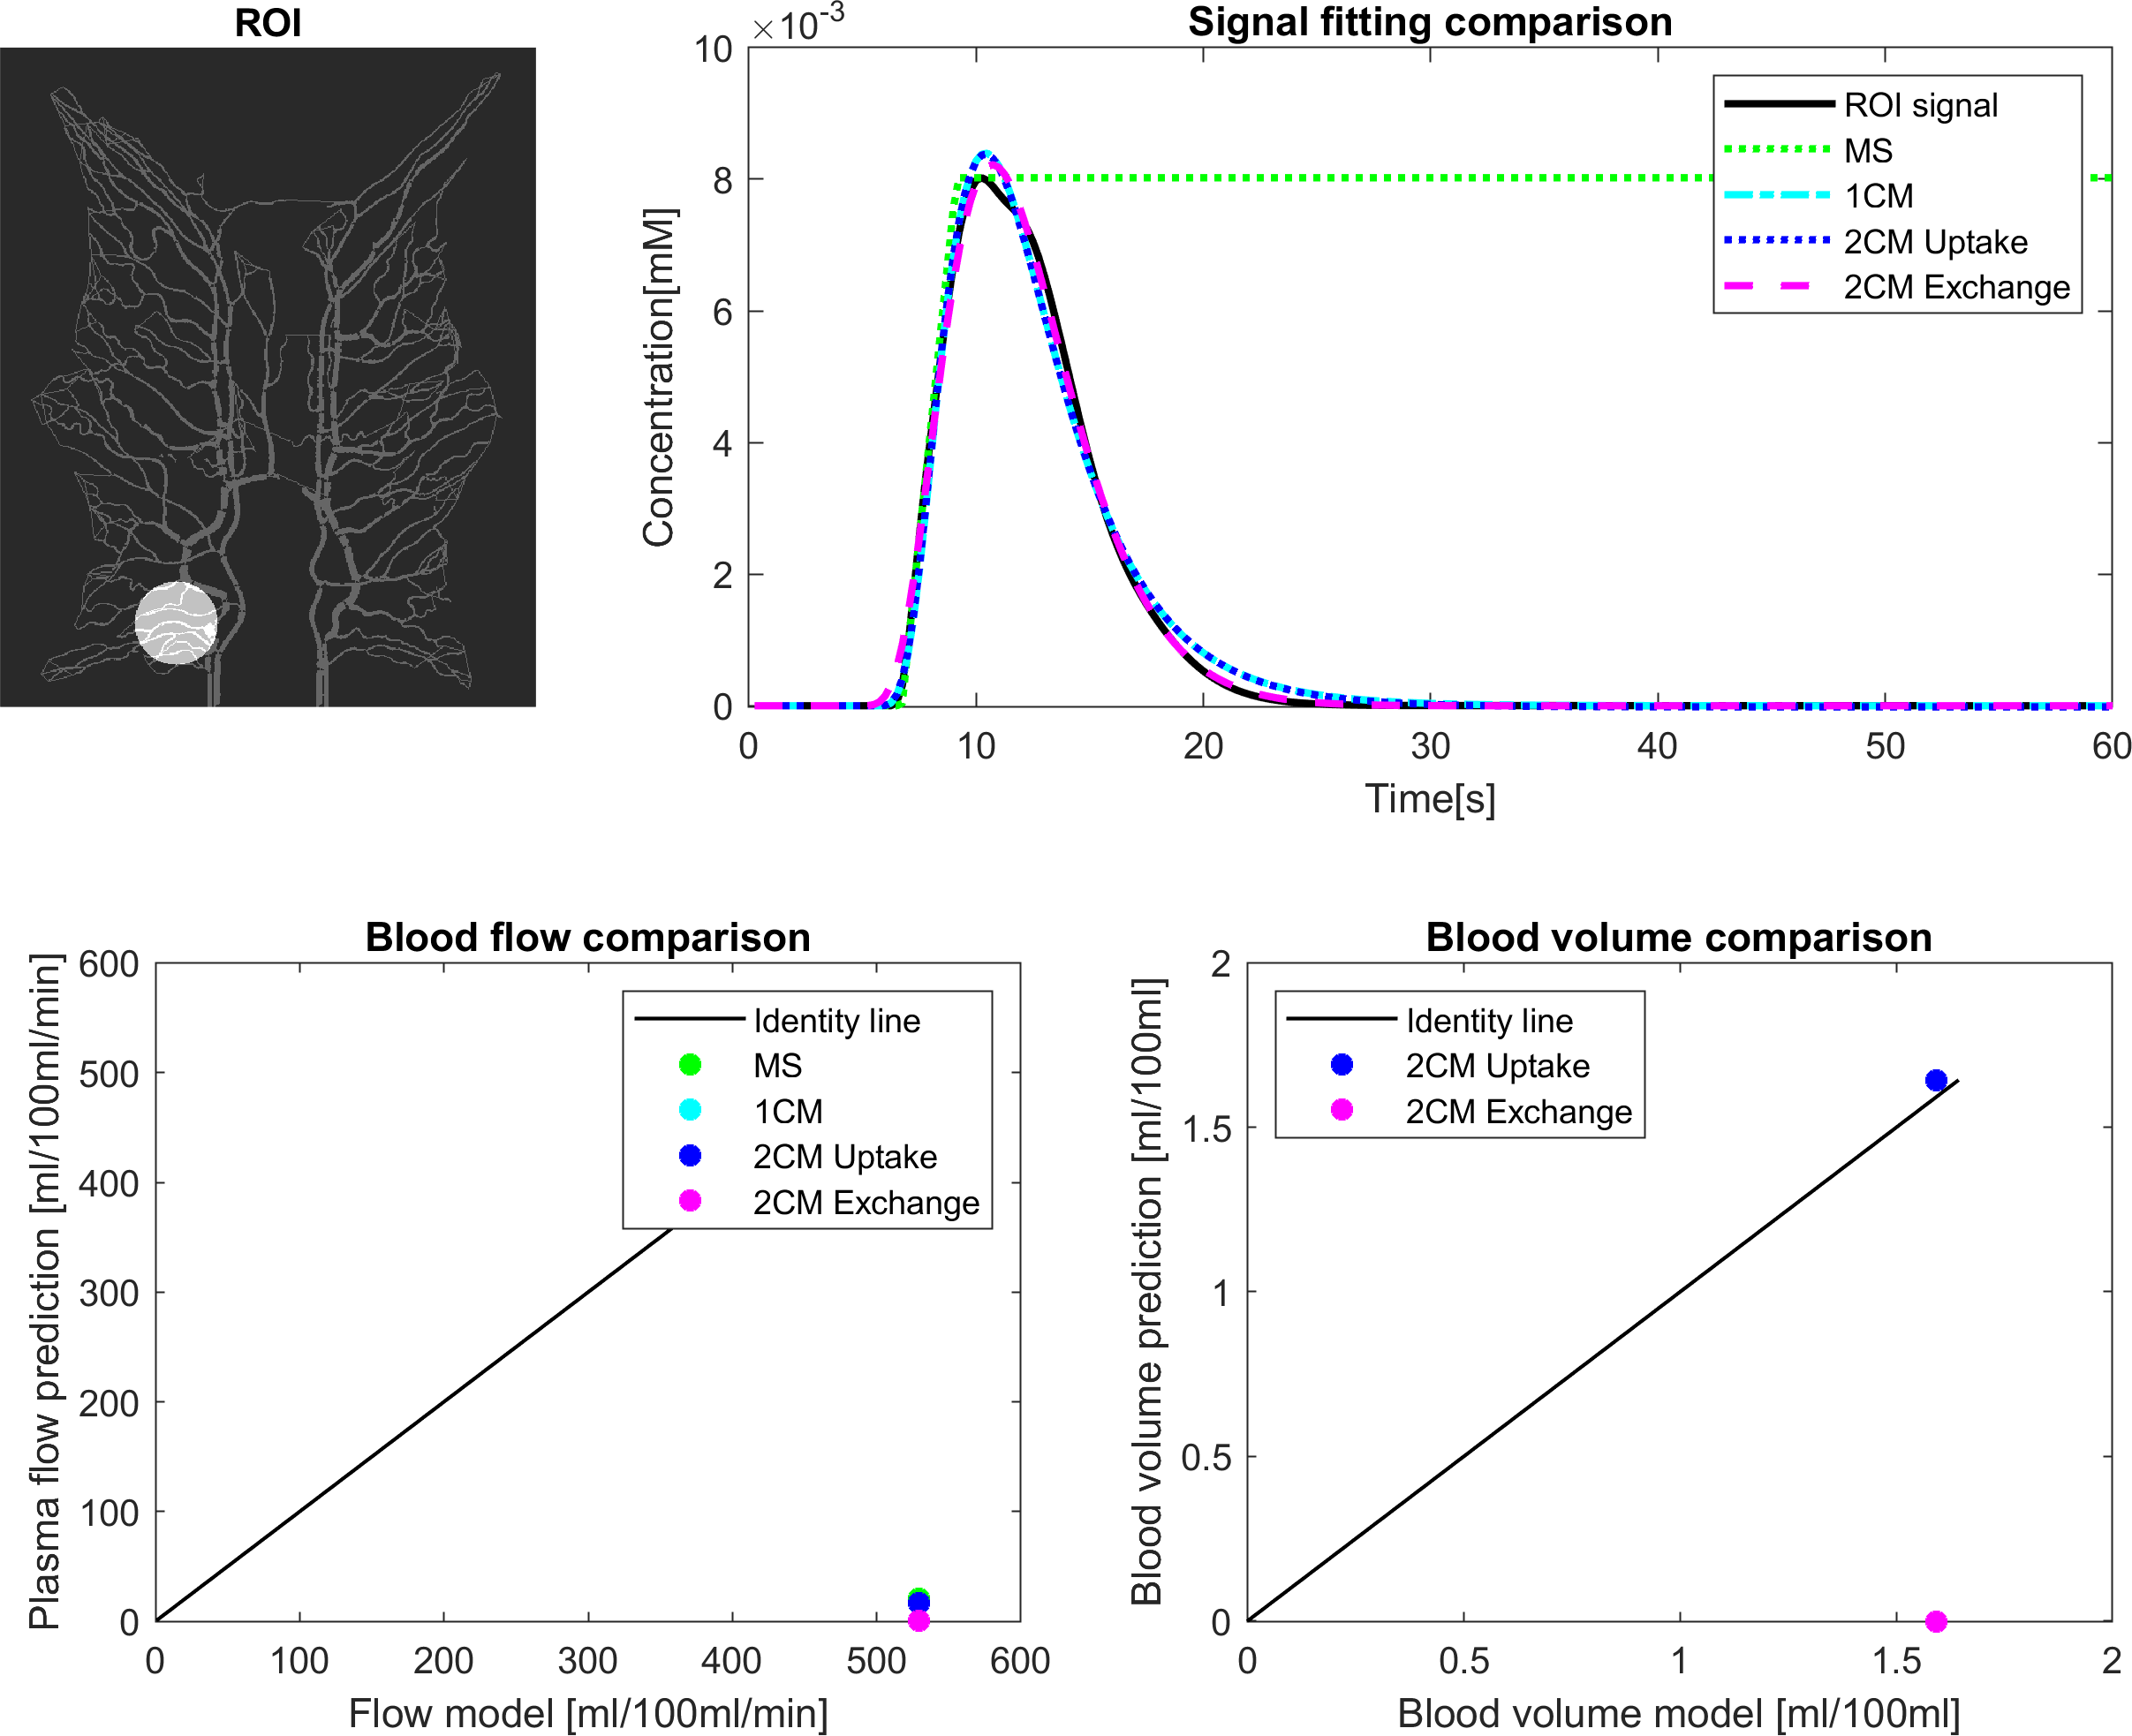 ROI
Signal fitting comparison
×10-3
10
8
6
4
2
0
Concentration[mM]
0 10 20 30 40 50 60
Time[s]
ROI signal
MS
1CM
2CM Uptake
2CM Exchange
Blood flow comparison
600
500
400
300
200
100
0
Plasma flow prediction [ml/100ml/min]
0 100 200 300 400 500 600
Flow model [ml/100ml/min]
Identity line
MS
1CM
2CM Uptake
2CM Exchange
Blood volume comparison
2
1.5
1
0.5
0
Blood volume prediction [ml/100ml]
0 0.5 1 1.5 2
Blood volume model [ml/100ml]
Identity line
2CM Uptake
2CM Exchange